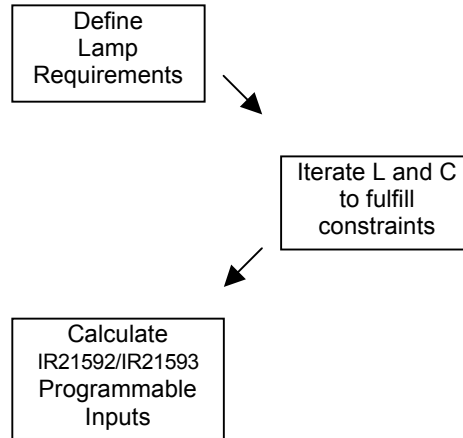 Define
Lamp
Requirements
Iterate L and C
to fulfill
constraints
Calculate
IR21592/IR21593
Programmable
Inputs